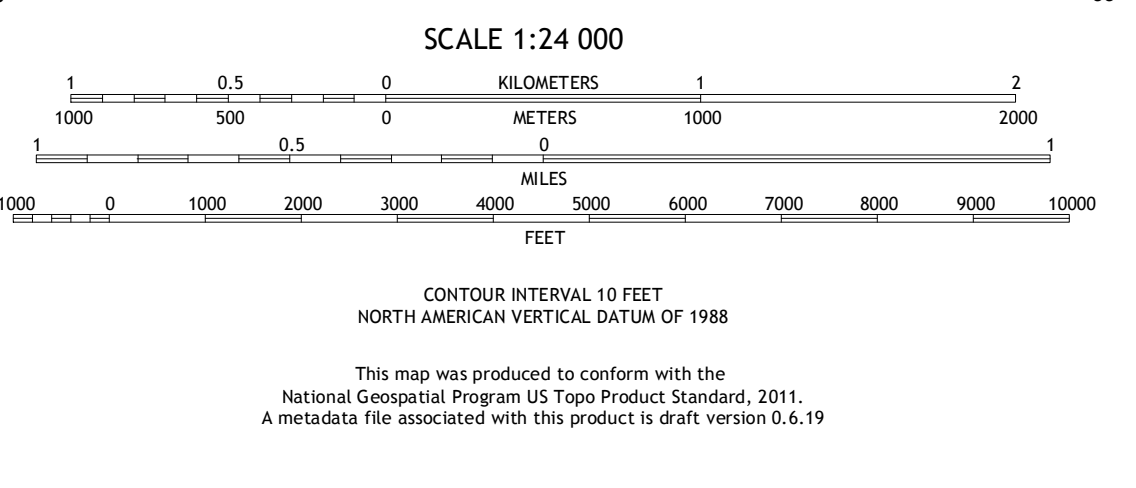 SCALE 1:24 000
1 0.5 0 KILOMETERS 1 2
1000 500 0 METERS 1000 2000
1 0.5 0 1
MILES
1000 0 1000 2000 3000 4000 5000 6000 7000 8000 9000 10000
FEET
CONTOUR INTERVAL 10 FEET
NORTH AMERICAN VERTICAL DATUM OF 1988
This map was produced to conform with the
National Geospatial Program US Topo Product Standard, 2011.
A metadata file associated with this product is draft version 0.6.19